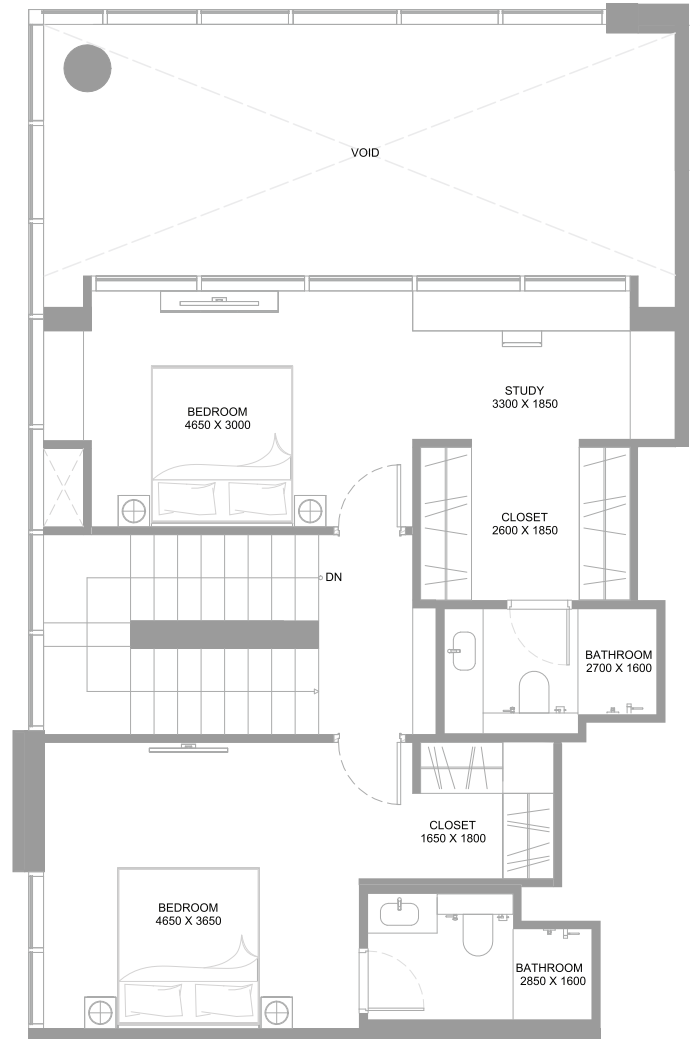 VOID
STUDY
3300 X 1850
BEDROOM
4650 X 3000
CLOSET
2600 X 1850
DN
BATHROOM
2700 X 1600
CLOSET
1650 X 1800
BEDROOM
4650 X 3650
BATHROOM
2850 X 1600